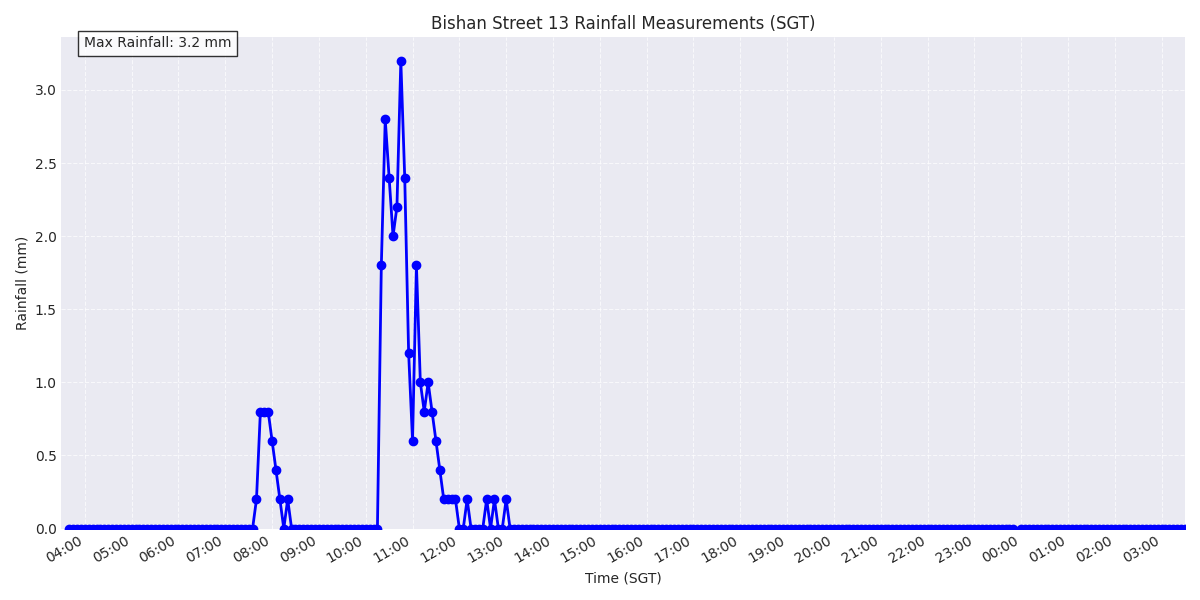 Bishan Street 13 Rainfall Measurements (SGT)
Max Rainfall: 3.2 mm
Rainfall (mm)
3.0
2.5
2.0
1.5
1.0
0.5
0.0
04:00 05:00 06:00 07:00 08:00 09:00 10:00 11:00 12:00 13:00 14:00 15:00 16:00 17:00 18:00 19:00 20:00 21:00 22:00 23:00 00:00 01:00 02:00 03:00
Time (SGT)